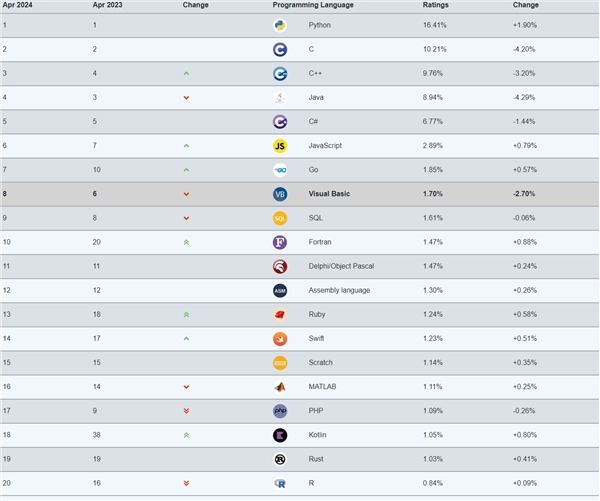 Apr 2024 Apr 2023 Change Programming Language Ratings Change
1 1 Python 16.41% +1.90%
2 2 C 10.21% -4.20%
3 4 C++ 9.76% -3.20%
4 3 Java 8.94% -4.29%
5 5 C# 6.77% -1.44%
6 7 JS JavaScript 2.89% +0.79%
7 10 GO Go 1.85% +0.57%
8 6 VB Visual Basic 1.70% -2.70%
9 8 SQL SQL 1.61% -0.06%
10 20 F Fortran 1.47% +0.88%
11 11 Delphi/Object Pascal 1.47% +0.24%
12 12 ASM Assembly language 1.30% +0.26%
13 18 Ruby 1.24% +0.58%
14 17 Swift 1.23% +0.51%
15 15 Scratch 1.14% +0.35%
16 14 MATLAB 1.11% +0.25%
17 9 php PHP 1.09% -0.26%
18 38 Kotlin 1.05% +0.80%
19 19 R Rust 1.03% +0.41%
20 16 R R 0.84% +0.09%